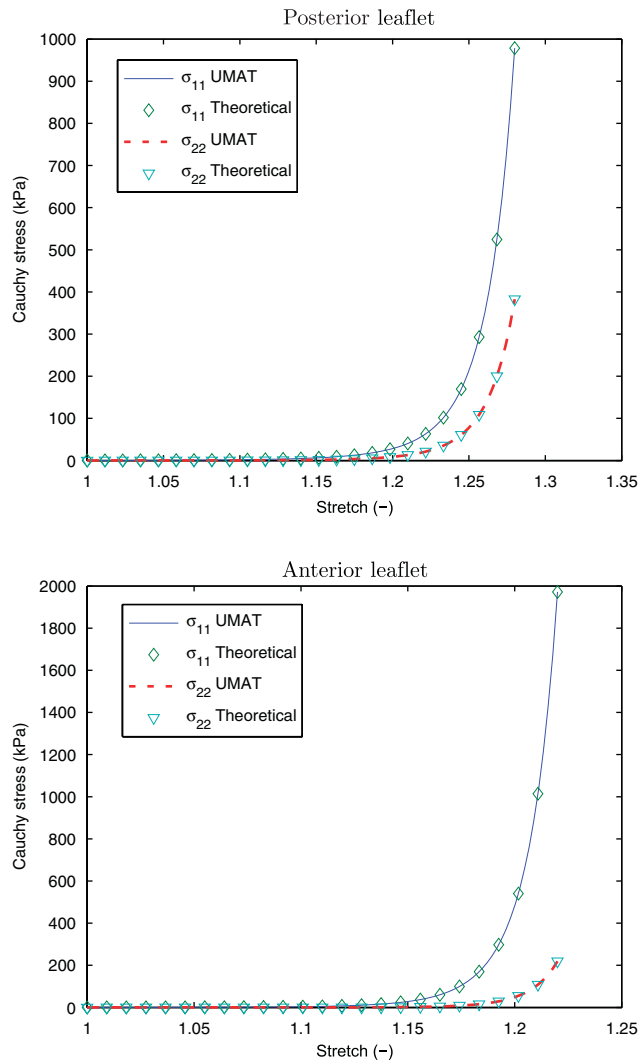 Posterior leaflet
1000
900
800
700
600
500
400
300
200
100
0
Cauchy stress (kPa)
σ11 UMAT
σ11 Theoretical
σ22 UMAT
σ22 Theoretical
1 1.05 1.1 1.15 1.2 1.25 1.3 1.35
Stretch (−)
Anterior leaflet
2000
1800
1600
1400
1200
1000
800
600
400
200
0
Cauchy stress (kPa)
σ11 UMAT
σ11 Theoretical
σ22 UMAT
σ22 Theoretical
1 1.05 1.1 1.15 1.2 1.25
Stretch (−)